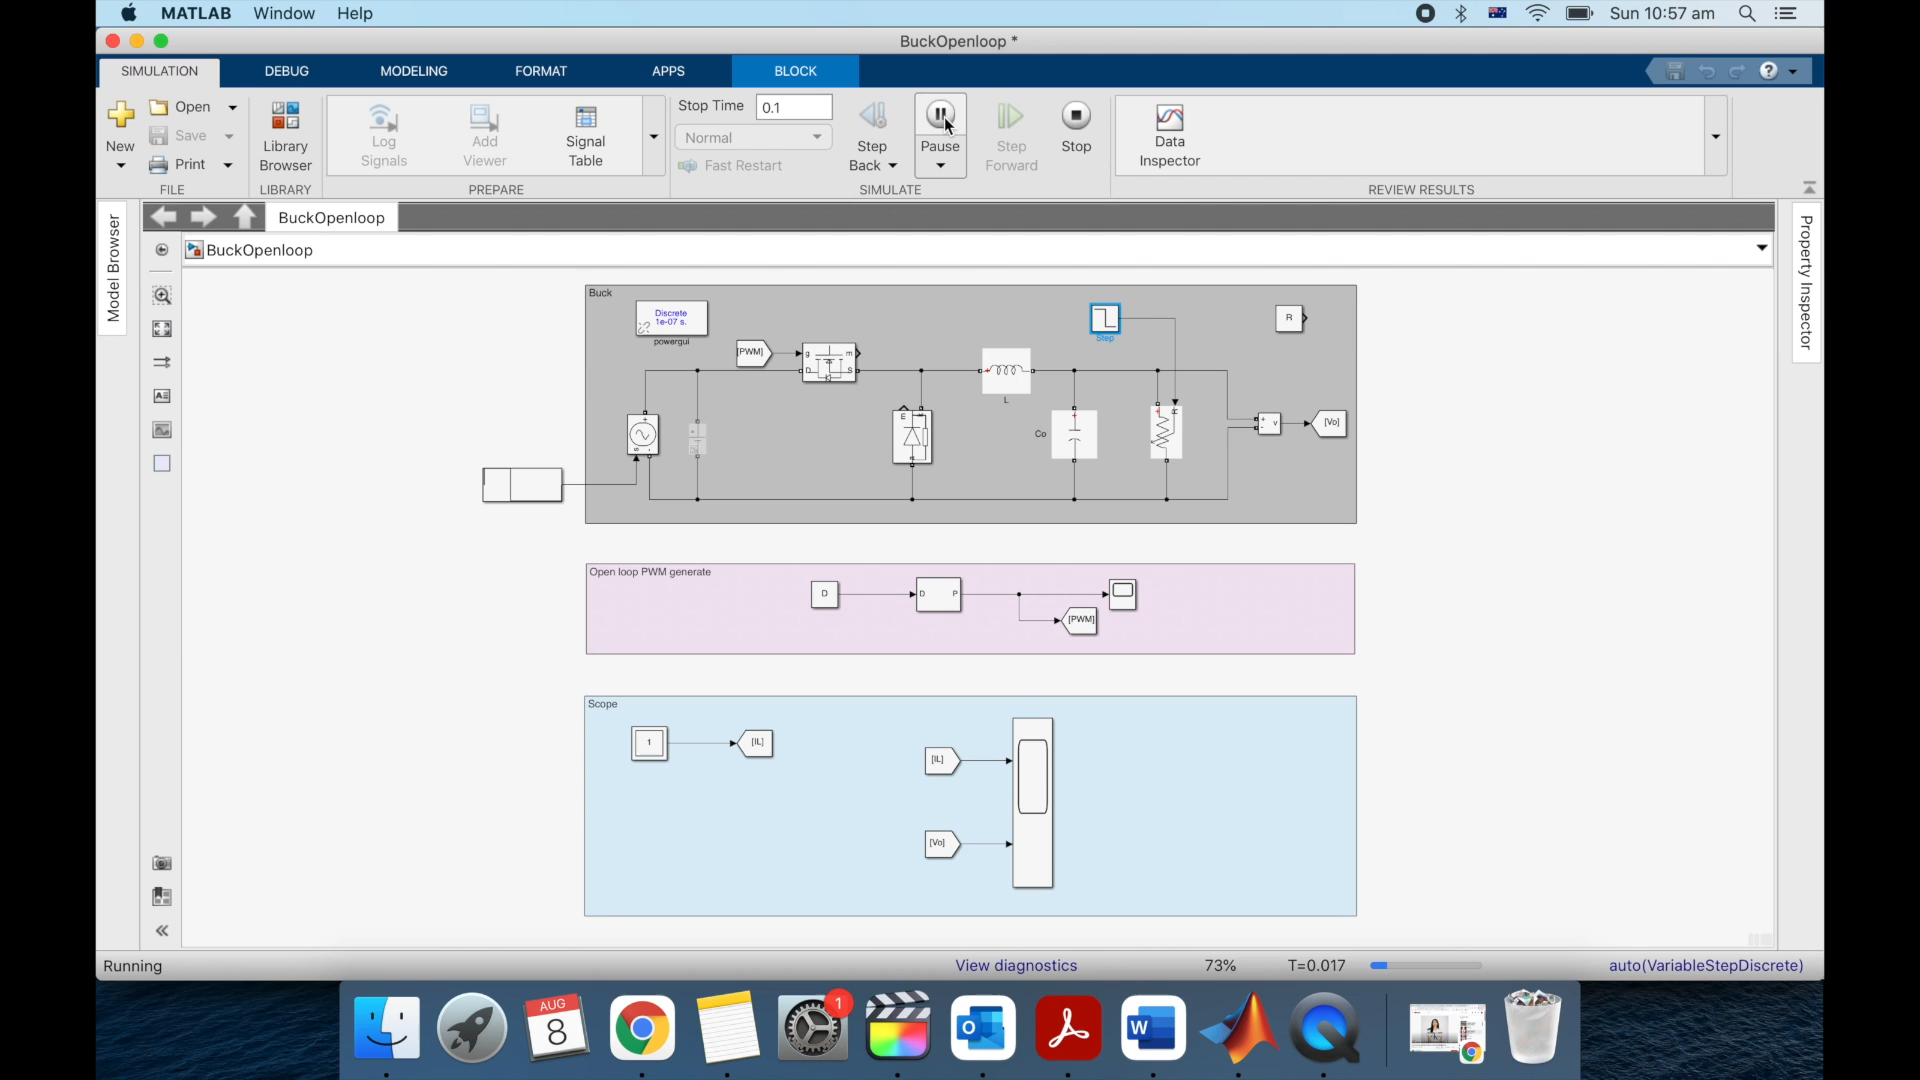 MATLAB Window Help Sun 10:57 am
BuckOpenloop *
SIMULATION DEBUG MODELING FORMAT APPS BLOCK
New
Open
Save
Print
FILE
Library
Browser
LIBRARY
Log
Signals
Add
Viewer
Signal
Table
PREPARE
Stop Time 0.1
Normal
Fast Restart
Step
Back
Pause
Step
Forward
Stop
SIMULATE
Data
Inspector
REVIEW RESULTS
Model Browser
BuckOpenloop
BuckOpenloop
Property Inspector
Buck
Discrete
1e-07 s.
powergui
[PWM]
g m
D S
Step
R
L
Co
R
s
m
+ v
-
[Vo]
Open loop PWM generate
D
D P
[PWM]
Scope
1
[IL]
[IL]
[Vo]
Running View diagnostics 73% T=0.017 auto(VariableStepDiscrete)
AUG
8
1